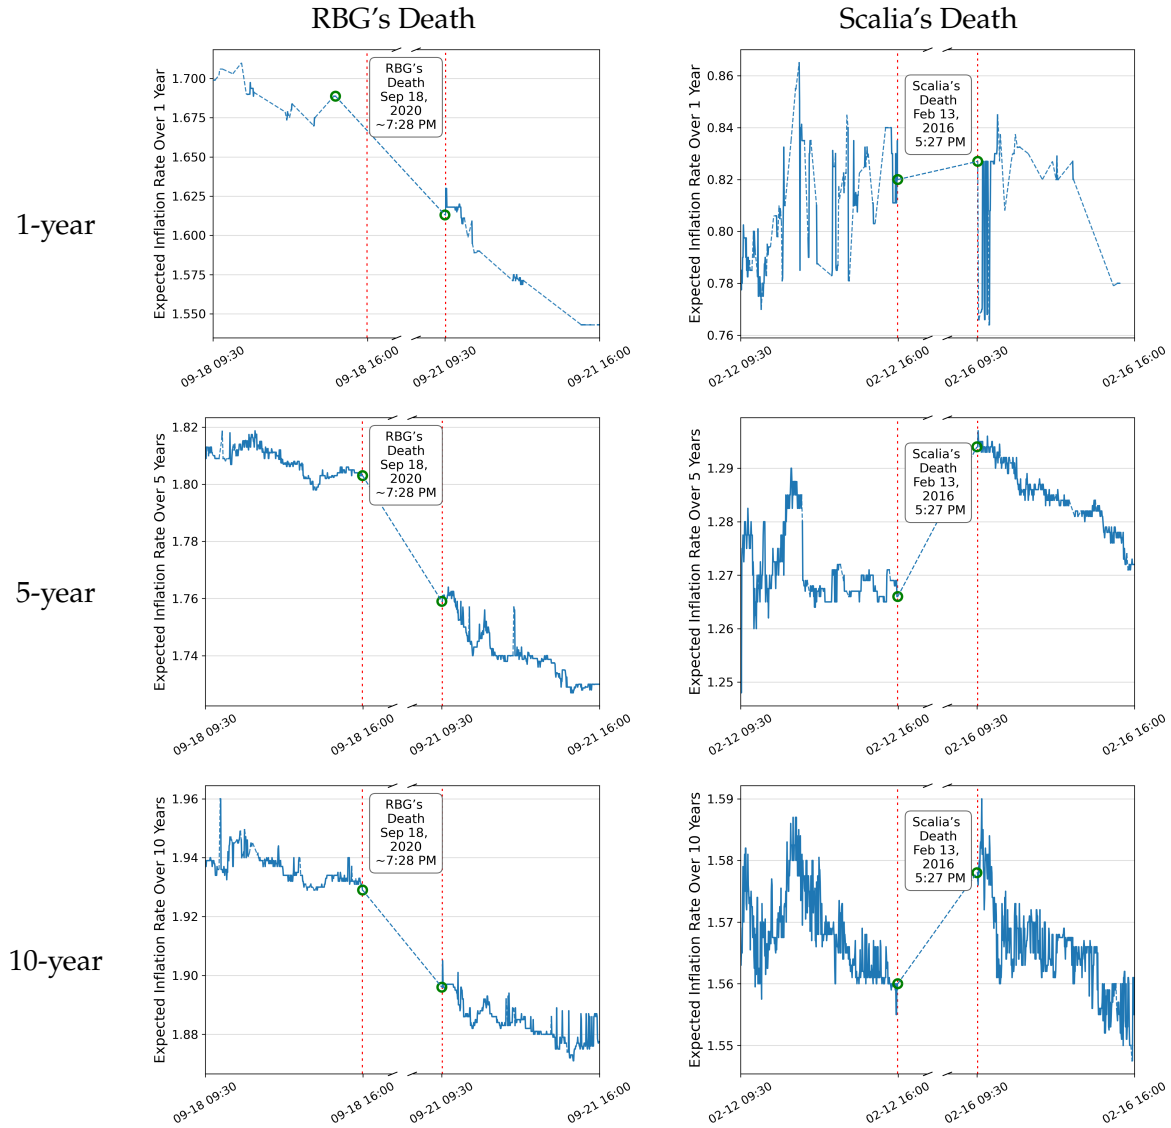 RBG's Death
Scalia's Death
1-year
Expected Inflation Rate Over 1 Year
1.700
1.675
1.650
1.625
1.600
1.575
1.550
RBG's
Death
Sep 18,
2020
~7:28 PM
09-18 09:30
09-18 16:00
09-21 09:30
09-21 16:00
Expected Inflation Rate Over 1 Year
0.86
0.84
0.82
0.80
0.78
0.76
Scalia's
Death
Feb 13,
2016
5:27 PM
02-12 09:30
02-12 16:00
02-16 09:30
02-16 16:00
5-year
Expected Inflation Rate Over 5 Years
1.82
1.80
1.78
1.76
1.74
RBG's
Death
Sep 18,
2020
~7:28 PM
09-18 09:30
09-18 16:00
09-21 09:30
09-21 16:00
Expected Inflation Rate Over 5 Years
1.29
1.28
1.27
1.26
1.25
Scalia's
Death
Feb 13,
2016
5:27 PM
02-12 09:30
02-12 16:00
02-16 09:30
02-16 16:00
10-year
Expected Inflation Rate Over 10 Years
1.96
1.94
1.92
1.90
1.88
RBG's
Death
Sep 18,
2020
~7:28 PM
09-18 09:30
09-18 16:00
09-21 09:30
09-21 16:00
Expected Inflation Rate Over 10 Years
1.59
1.58
1.57
1.56
1.55
Scalia's
Death
Feb 13,
2016
5:27 PM
02-12 09:30
02-12 16:00
02-16 09:30
02-16 16:00